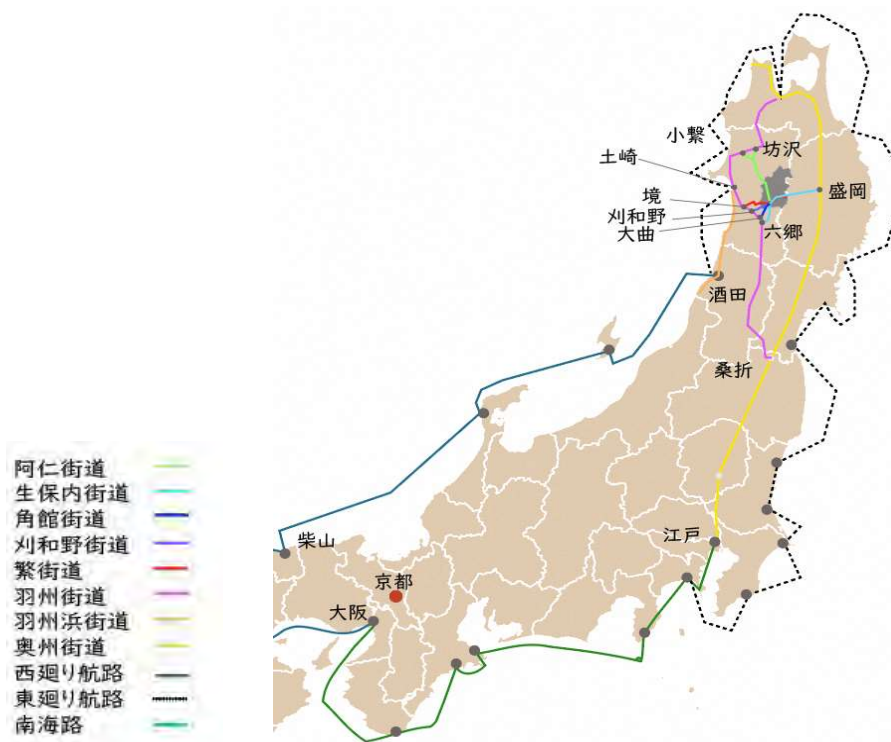 小繋
坊沢
土崎
盛岡
境
刈和野
大曲
六郷
酒田
桑折
阿仁街道
生保内街道
角館街道
刈和野街道
繁街道
羽州街道
羽州浜街道
奥州街道
西廻り航路
東廻り航路
南海路
柴山
江戸
京都
大阪